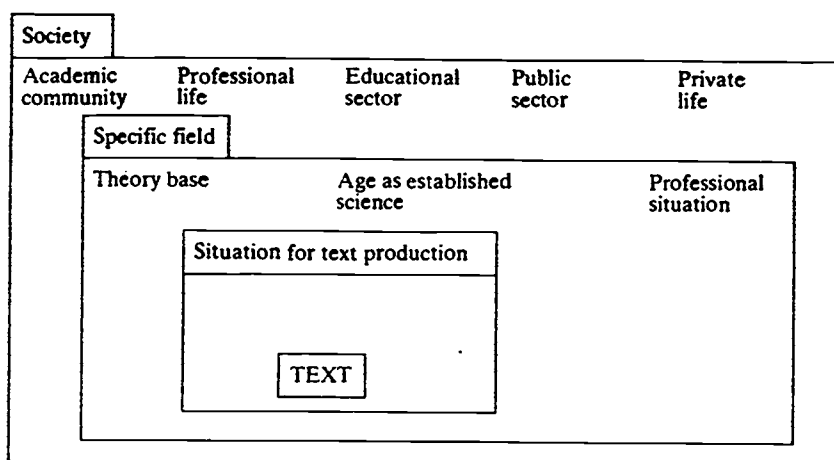 Society
Academic Professional Educational Public Private
community life sector sector life
Specific field
Theory base Age as established Professional
science situation
Situation for text production
TEXT